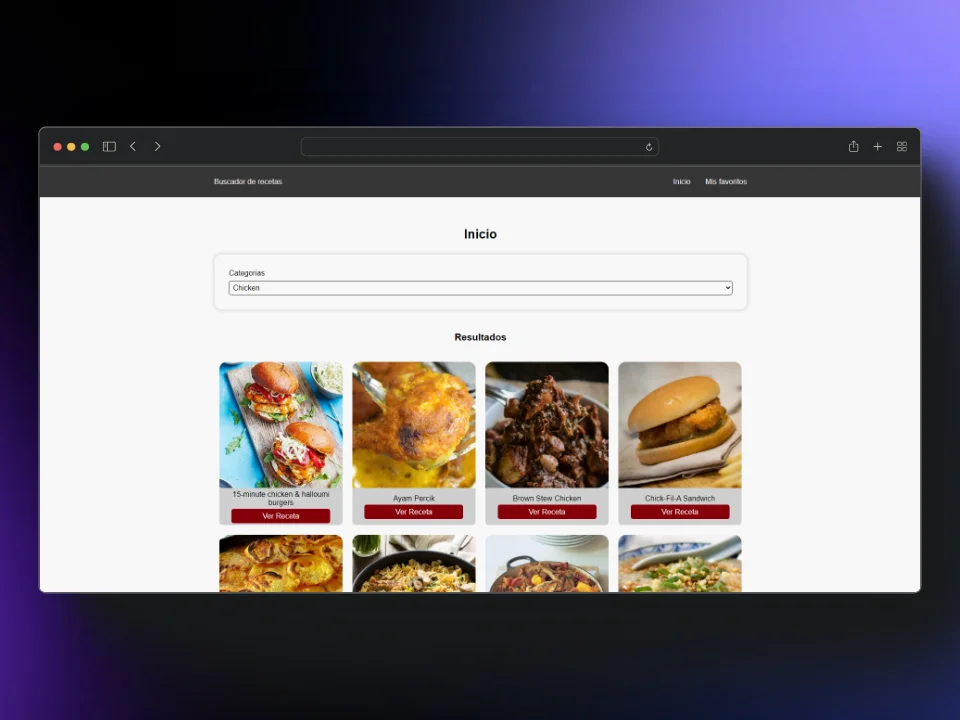 Buscador de recetas
Inicio
Mis favoritos
Inicio
Categorias
Chicken
Resultados
15-minute chicken & halloumi
burgers
Ver Receta
Ayam Percik
Ver Receta
Brown Stew Chicken
Ver Receta
Chick-Fil-A Sandwich
Ver Receta